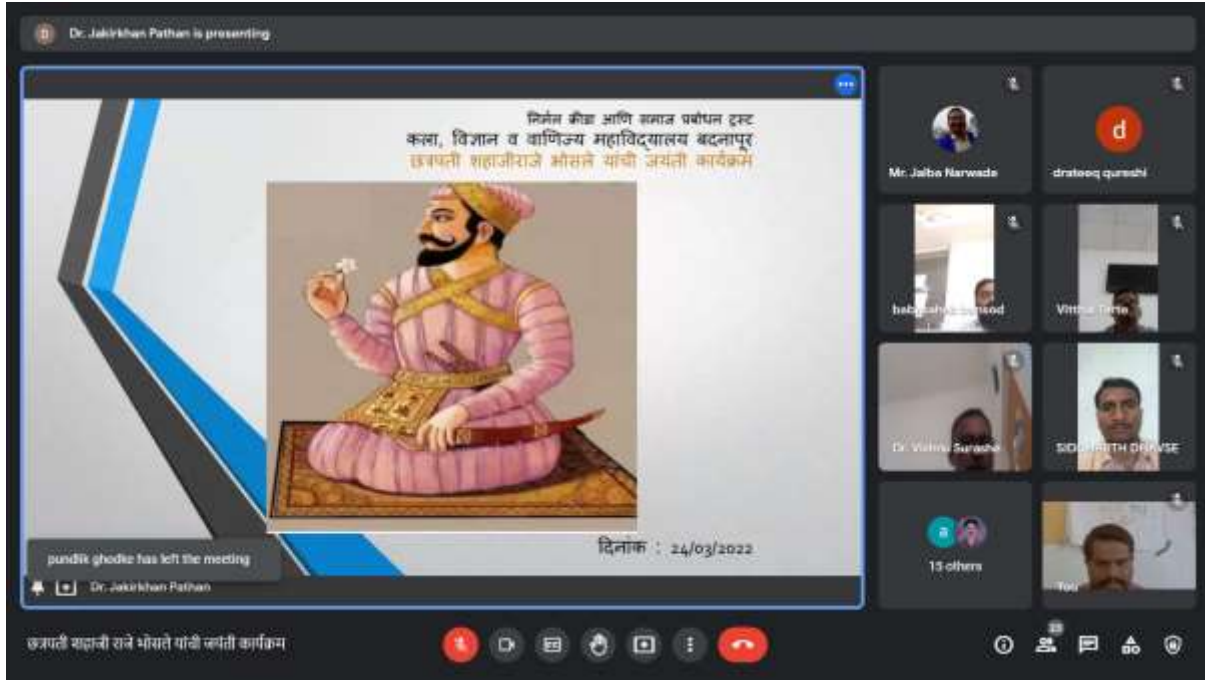 D
Dr. Jakirkhan Pathan is presenting
निर्मल क्रीडा आणि समाज प्रबोधन ट्रस्ट
कला, विज्ञान व वाणिज्य महाविद्यालय बदनापूर
छत्रपती शहाजीराजे भोसले यांची जयंती कार्यक्रम
दिनांक : 24/03/2022
pundlik ghodke has left the meeting
Dr. Jakirkhan Pathan
Mr. Jalba Narwade
d
drateeq qureshi
Vitthal
Dr. Vishnu Surashe
SIDDHARTH DHAVSE
a
15 others
You
छत्रपती शहाजी राजे भोसले यांची जयंती कार्यक्रम
23